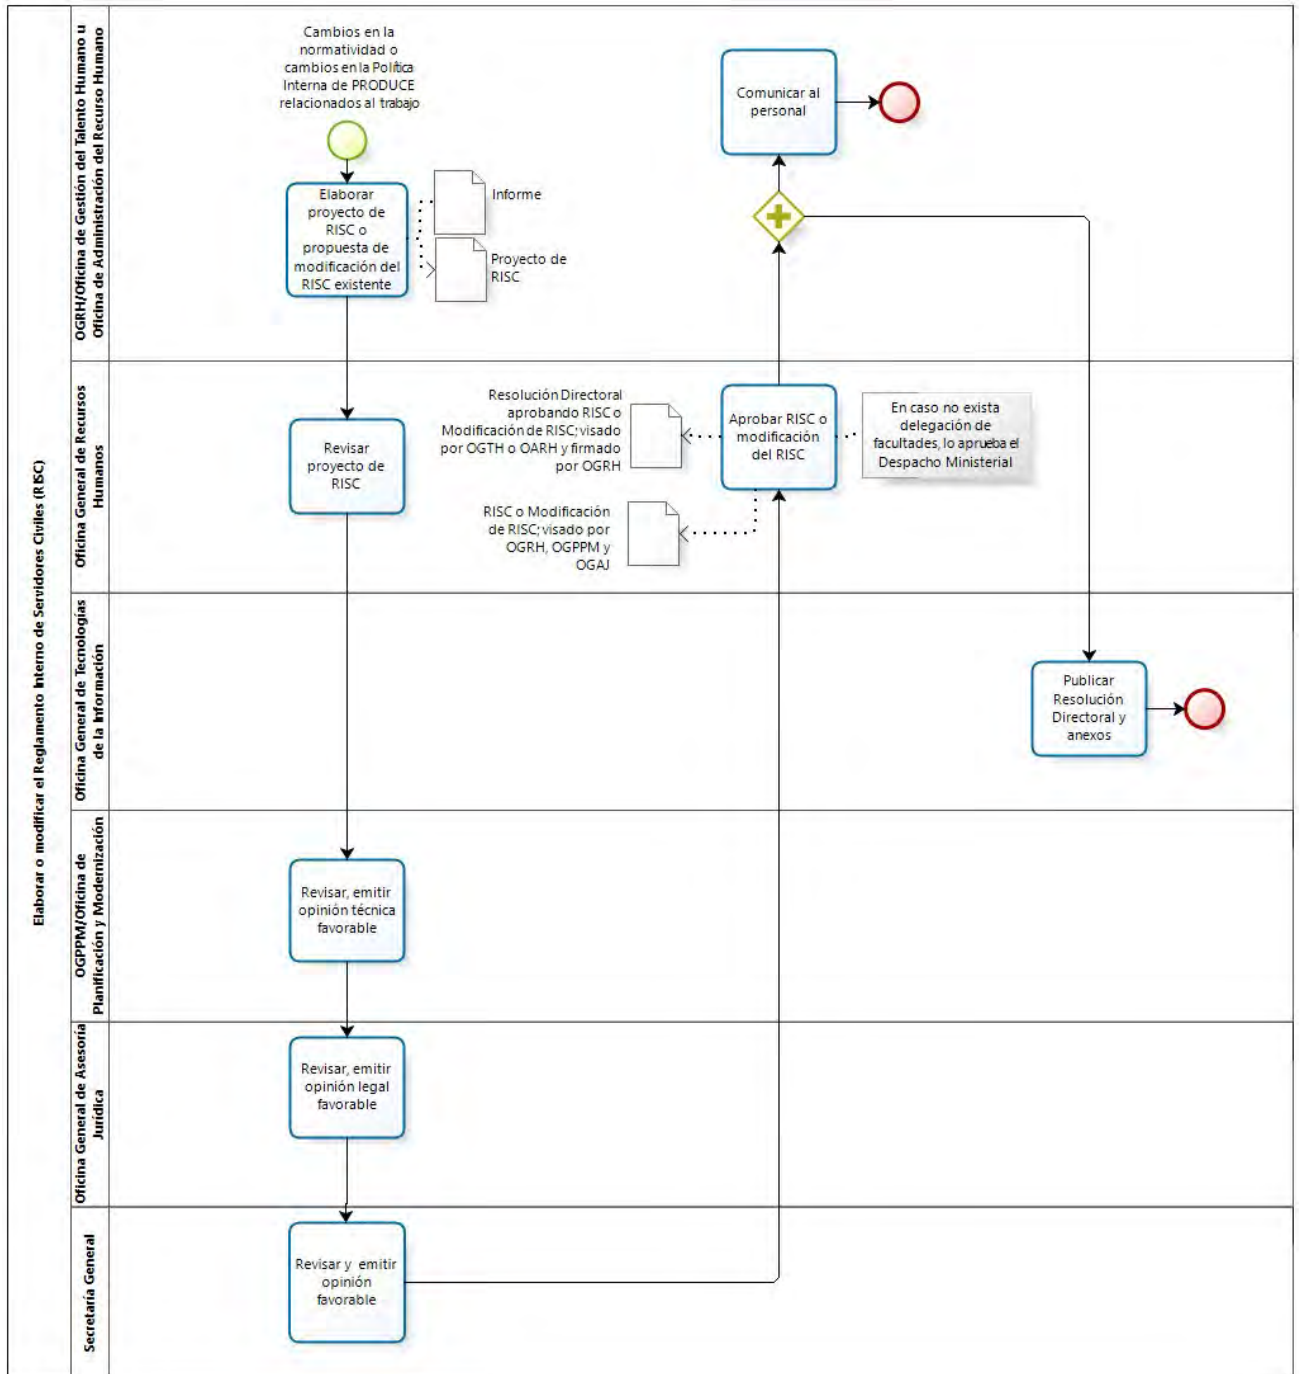 Elaborar o modificar el Reglamento Interno de Servidores Civiles (RISC)
OGRH/Oficina de Gestión del Talento Humano u
Oficina de Administración del Recurso Humano
Cambios en la
normatividad o
cambios en la Política
Interna de PRODUCE
relacionados al trabajo
Elaborar
proyecto de
RISC o
propuesta de
modificación del
RISC existente
Informe
Proyecto de
RISC
Comunicar al
personal
Oficina General de Recursos
Humanos
Revisar
proyecto de
RISC
Resolución Directoral
aprobando RISC o
Modificación de RISC; visado
por OGTH o OARH y firmado
por OGRH
RISC o Modificación
de RISC; visado por
OGRH, OGPPM y
OGAJ
Aprobar RISC o
modificación
del RISC
En caso no exista
delegación de
facultades, lo aprueba el
Despacho Ministerial
Oficina General de Tecnologías
de la Información
Publicar
Resolución
Directoral y
anexos
OGPPM/Oficina de
Planificación y Modernización
Revisar, emitir
opinión técnica
favorable
Oficina General de Asesoría
Jurídica
Revisar, emitir
opinión legal
favorable
Secretaría General
Revisar y emitir
opinión
favorable